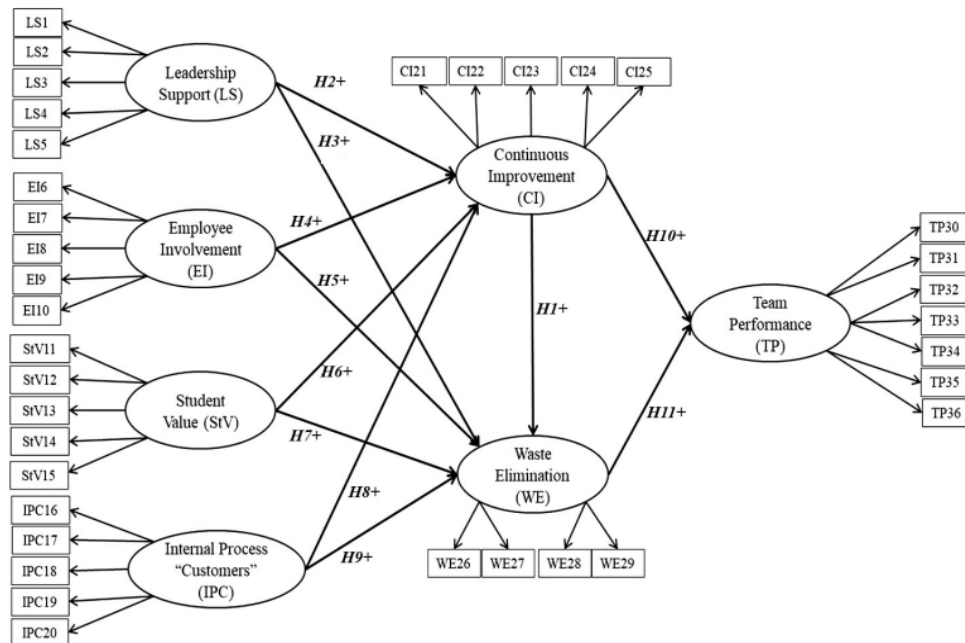 LS1
LS2
LS3
LS4
LS5
Leadership
Support (LS)
EI6
EI7
EI8
EI9
EI10
Employee
Involvement
(EI)
StV11
StV12
StV13
StV14
StV15
Student
Value (StV)
IPC16
IPC17
IPC18
IPC19
IPC20
Internal Process
“Customers”
(IPC)
H2+
H3+
H4+
H5+
H6+
H7+
H8+
H9+
CI21
CI22
CI23
CI24
CI25
Continuous
Improvement
(CI)
H1+
Waste
Elimination
(WE)
WE26
WE27
WE28
WE29
H10+
H11+
Team
Performance
(TP)
TP30
TP31
TP32
TP33
TP34
TP35
TP36